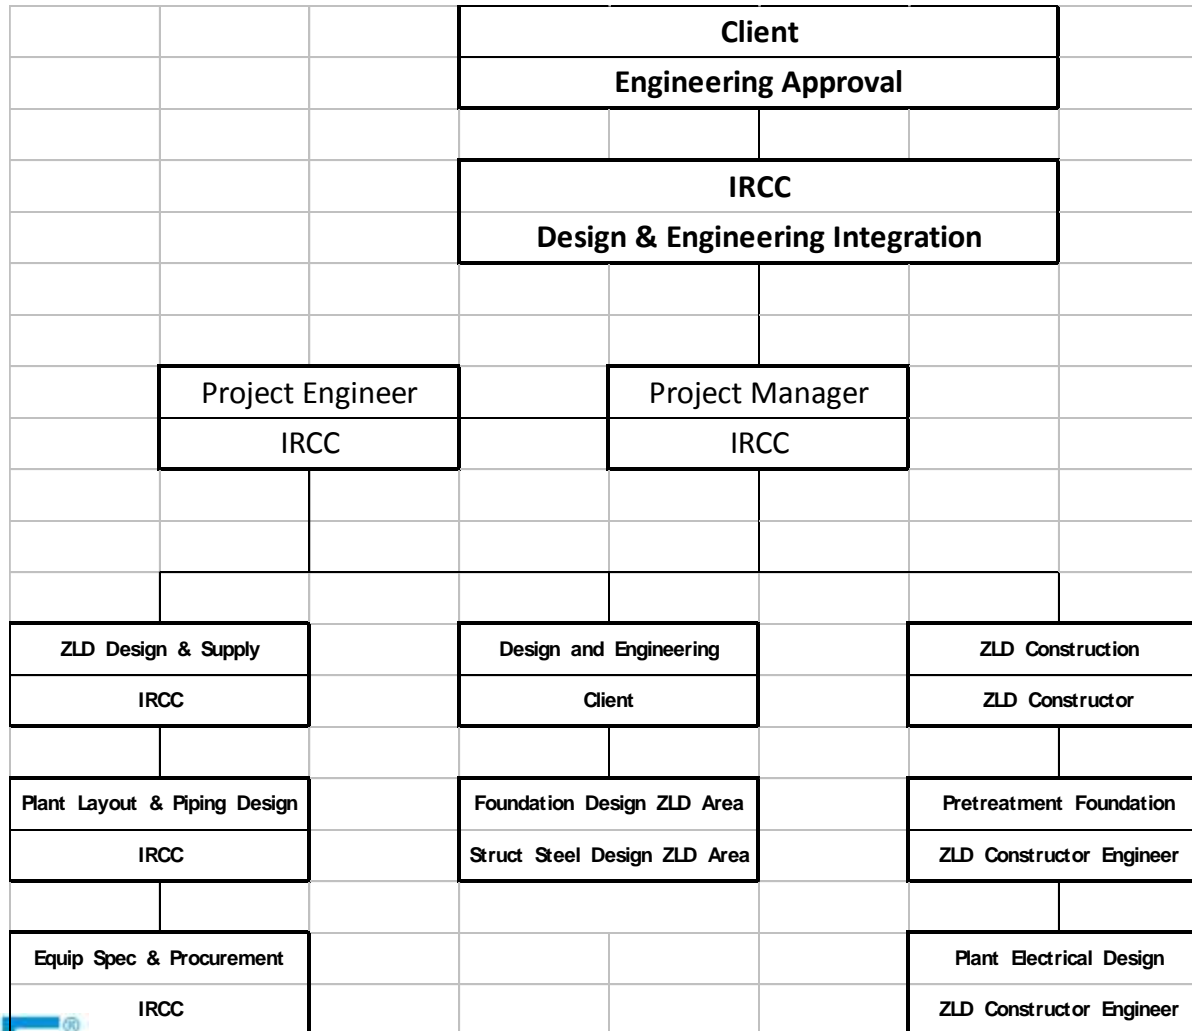 Client
Engineering Approval
IRCC
Design & Engineering Integration
Project Engineer
IRCC
Project Manager
IRCC
ZLD Design & Supply
IRCC
Design and Engineering
Client
ZLD Construction
ZLD Constructor
Plant Layout & Piping Design
IRCC
Foundation Design ZLD Area
Struct Steel Design ZLD Area
Pretreatment Foundation
ZLD Constructor Engineer
Equip Spec & Procurement
IRCC
Plant Electrical Design
ZLD Constructor Engineer
®